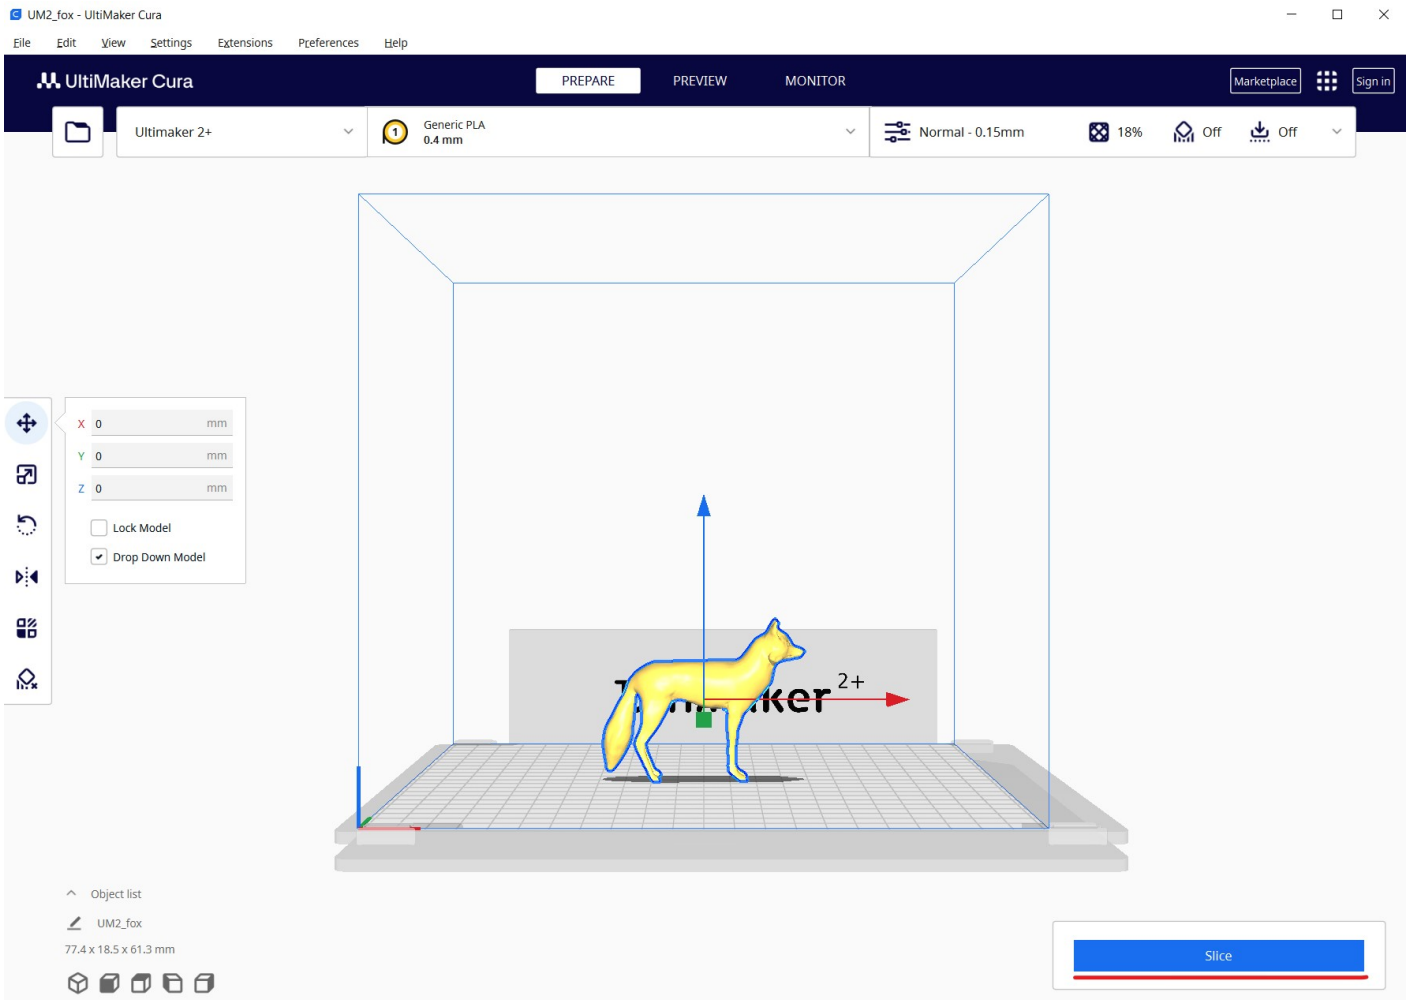 UM2_fox - UltiMaker Cura
File Edit View Settings Extensions Preferences Help
UltiMaker Cura PREPARE PREVIEW MONITOR Marketplace Sign in
Ultimaker 2+ 1 Generic PLA
0.4 mm
Normal - 0.15mm 18% Off Off
X 0 mm
Y 0 mm
Z 0 mm
Lock Model
Drop Down Model
2+
Object list
UM2_fox
77.4 x 18.5 x 61.3 mm
Slice